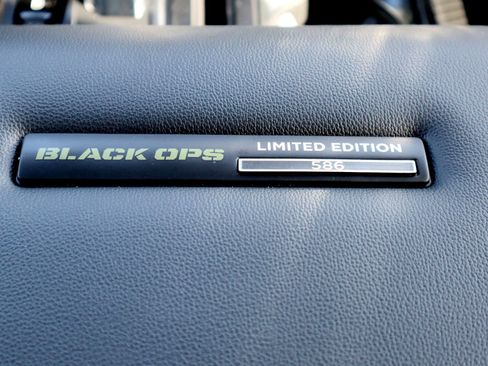 BLACK OPS
LIMITED EDITION
586